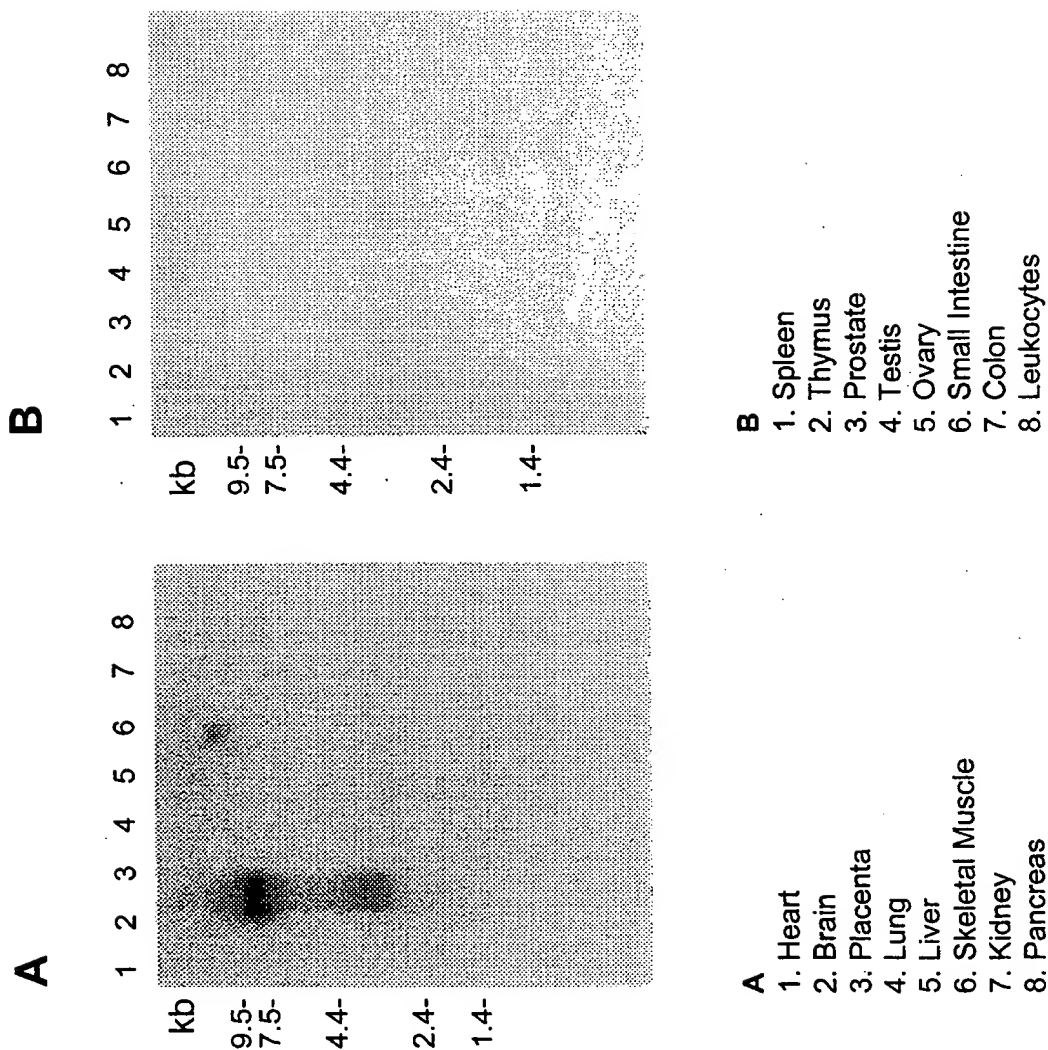 A
1 2 3 4 5 6 7 8
kb
9.5-
7.5-
4.4-
2.4-
1.4-
A
1. Heart
2. Brain
3. Placenta
4. Lung
5. Liver
6. Skeletal Muscle
7. Kidney
8. Pancreas
B
1 2 3 4 5 6 7 8
kb
9.5-
7.5-
4.4-
2.4-
1.4-
B
1. Spleen
2. Thymus
3. Prostate
4. Testis
5. Ovary
6. Small Intestine
7. Colon
8. Leukocytes